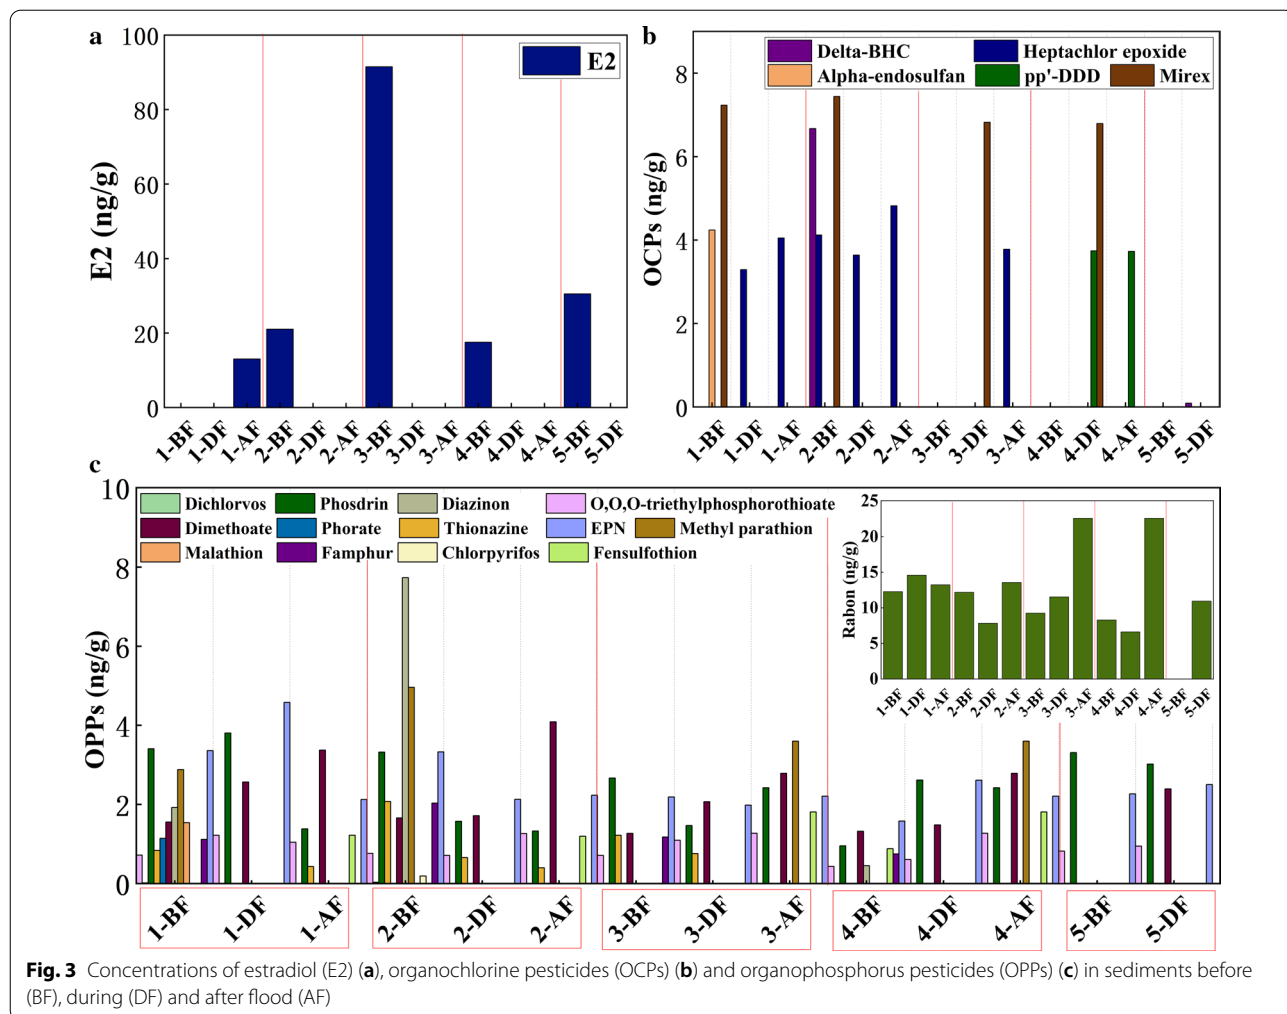 a
100
80
60
40
20
0
E2 (ng/g)
E2
1-BF 1-DF 1-AF 2-BF 2-DF 2-AF 3-BF 3-DF 3-AF 4-BF 4-DF 4-AF 5-BF 5-DF
b
8
6
4
2
0
OCPs (ng/g)
Delta-BHC Heptachlor epoxide
Alpha-endosulfan pp'-DDD Mirex
1-BF 1-DF 1-AF 2-BF 2-DF 2-AF 3-BF 3-DF 3-AF 4-BF 4-DF 4-AF 5-BF 5-DF
c
10
8
6
4
2
0
OPPs (ng/g)
Dichlorvos Phosdrin Diazinon O,O,O-triethylphosphorothioate
Dimethoate Phorate Thionazine EPN Methyl parathion
Malathion Famphur Chlorpyrifos Fensulfothion
25
20
15
10
5
0
Rabon (ng/g)
1-BF 1-DF 1-AF 2-BF 2-DF 2-AF 3-BF 3-DF 3-AF 4-BF 4-DF 4-AF 5-BF 5-DF
1-BF 1-DF 1-AF 2-BF 2-DF 2-AF 3-BF 3-DF 3-AF 4-BF 4-DF 4-AF 5-BF 5-DF
Fig. 3 Concentrations of estradiol (E2) (a), organochlorine pesticides (OCPs) (b) and organophosphorus pesticides (OPPs) (c) in sediments before
(BF), during (DF) and after flood (AF)